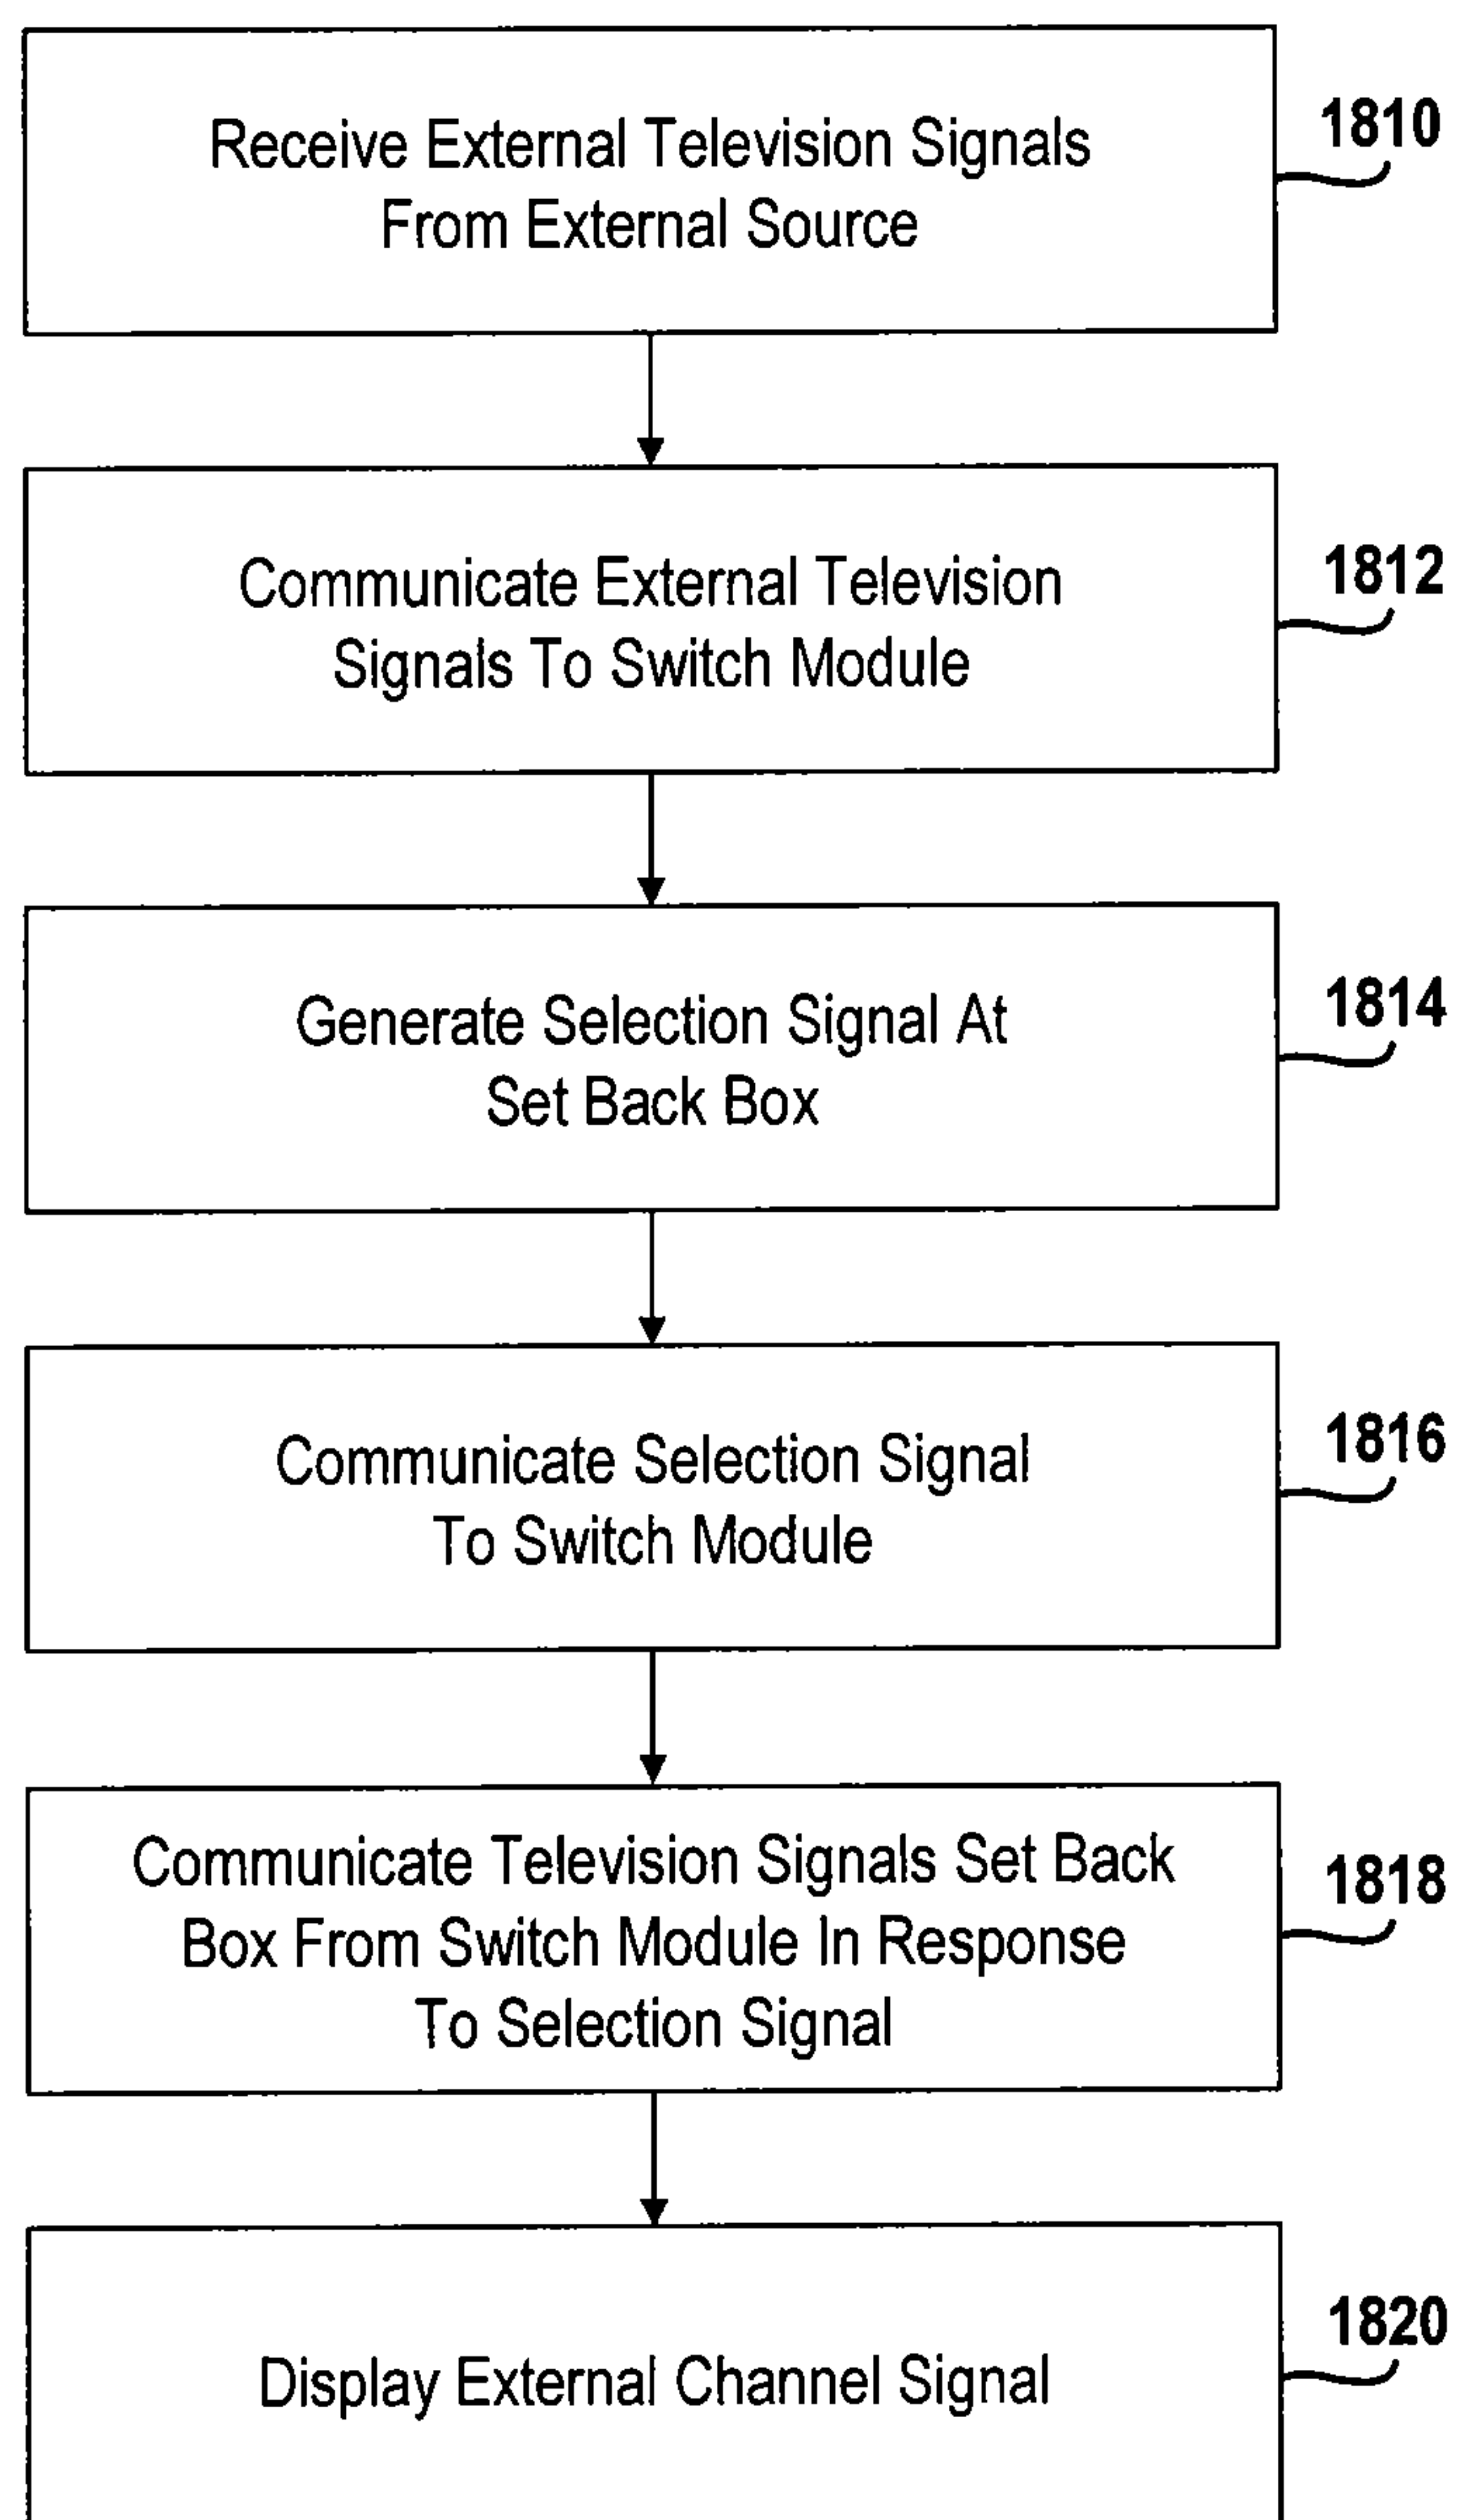 Receive External Television Signals
From External Source
1810
Communicate External Television
Signals To Switch Module
1812
Generate Selection Signal At
Set Back Box
1814
Communicate Selection Signal
To Switch Module
1816
Communicate Television Signals Set Back
Box From Switch Module In Response
To Selection Signal
1818
Display External Channel Signal
1820